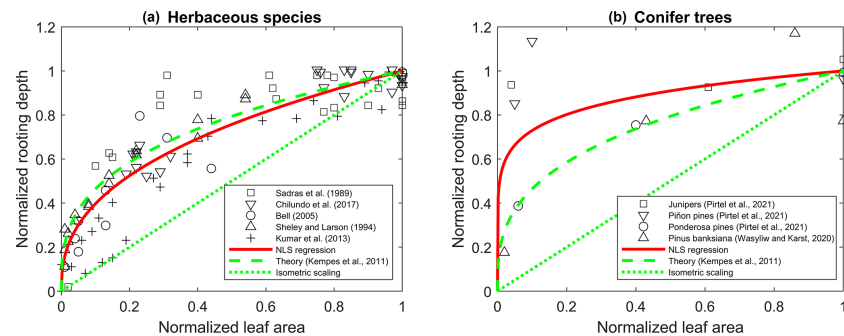 (a) Herbaceous species
Normalized rooting depth
1.2
1
0.8
0.6
0.4
0.2
0
Sadras et al. (1989)
Chilundo et al. (2017)
Bell (2005)
Sheley and Larson (1994)
Kumar et al. (2013)
NLS regression
Theory (Kempes et al., 2011)
Isometric scaling
0 0.2 0.4 0.6 0.8 1
Normalized leaf area
(b) Conifer trees
Normalized rooting depth
1.2
1
0.8
0.6
0.4
0.2
0
Junipers (Pirtel et al., 2021)
Piñon pines (Pirtel et al., 2021)
Ponderosa pines (Pirtel et al., 2021)
Pinus banksiana (Wasyliw and Karst, 2020)
NLS regression
Theory (Kempes et al., 2011)
Isometric scaling
0 0.2 0.4 0.6 0.8 1
Normalized leaf area